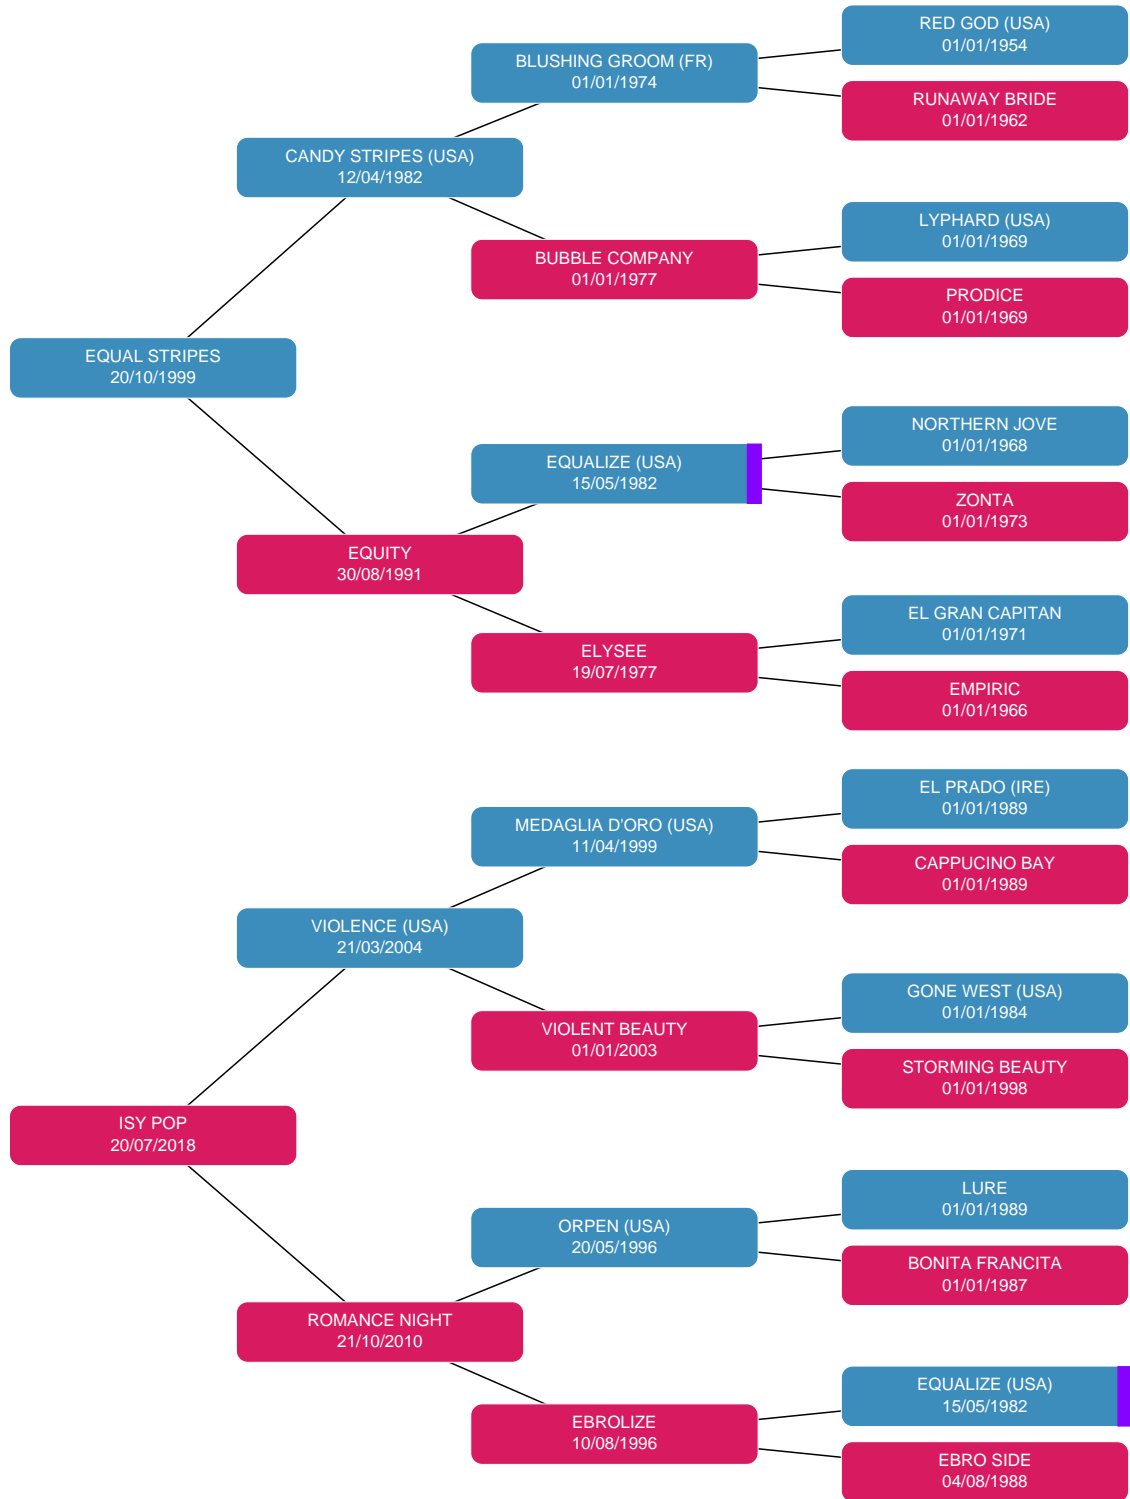 RED GOD (USA)
01/01/1954
BLUSHING GROOM (FR)
01/01/1974
RUNAWAY BRIDE
01/01/1962
CANDY STRIPES (USA)
12/04/1982
LYPHARD (USA)
01/01/1969
BUBBLE COMPANY
01/01/1977
PRODICE
01/01/1969
EQUAL STRIPES
20/10/1999
NORTHERN JOVE
01/01/1968
EQUALIZE (USA)
15/05/1982
ZONTA
01/01/1973
EQUITY
30/08/1991
EL GRAN CAPITAN
01/01/1971
ELYSEE
19/07/1977
EMPIRIC
01/01/1966
EL PRADO (IRE)
01/01/1989
MEDAGLIA D'ORO (USA)
11/04/1999
CAPPUCINO BAY
01/01/1989
VIOLENCE (USA)
21/03/2004
GONE WEST (USA)
01/01/1984
VIOLENT BEAUTY
01/01/2003
STORMING BEAUTY
01/01/1998
ISY POP
20/07/2018
LURE
01/01/1989
ORPEN (USA)
20/05/1996
BONITA FRANCITA
01/01/1987
ROMANCE NIGHT
21/10/2010
EQUALIZE (USA)
15/05/1982
EBROLIZE
10/08/1996
EBRO SIDE
04/08/1988